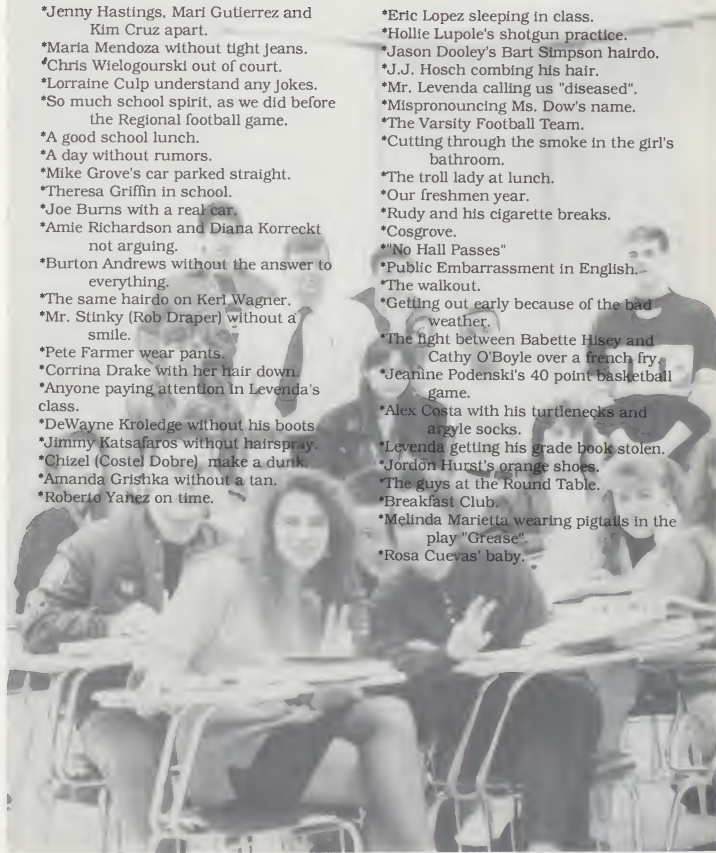 *Jenny Hastings, Mari Gutierrez and
Kim Cruz apart.
*Maria Mendoza without tight jeans.
*Chris Wielogourski out of court.
*Lorraine Culp understand any jokes.
*So much school spirit, as we did before
the Regional football game.
*A good school lunch.
*A day without rumors.
*Mike Grove's car parked straight.
*Theresa Griffin in school.
*Joe Burns with a real car.
*Amie Richardson and Diana Korreckt
not arguing.
*Burton Andrews without the answer to
everything.
*The same hairdo on Keri Wagner.
*Mr. Stinky (Rob Draper) without a
smile.
*Pete Farmer wear pants.
*Corrina Drake with her hair down.
*Anyone paying attention in Levenda's
class.
*DeWayne Kroledge without his boots.
*Jimmy Katsafaros without hairspray.
*Chizel (Costel Dobre) make a dunk.
*Amanda Grishka without a tan.
*Roberto Yanez on time.
*Eric Lopez sleeping in class.
*Hollie Lupole's shotgun practice.
*Jason Dooley's Bart Simpson hairdo.
*J.J. Hosch combing his hair.
*Mr. Levenda calling us "diseased".
*Mispronouncing Ms. Dow's name.
*The Varsity Football Team.
*Cutting through the smoke in the girl's
bathroom.
*The troll lady at lunch.
*Our freshmen year.
*Rudy and his cigarette breaks.
*Cosgrove.
*"No Hall Passes"
*Public Embarrassment in English.
*The walkout.
*Getting out early because of the bad
weather.
*The fight between Babette Hisey and
Cathy O'Boyle over a french fry.
*Jeanine Podenski's 40 point basketball
game.
*Alex Costa with his turtlenecks and
argyle socks.
*Levenda getting his grade book stolen.
*Jordon Hurst's orange shoes.
*The guys at the Round Table.
*Breakfast Club.
*Melinda Marietta wearing pigtails in the
play "Grease".
*Rosa Cuevas' baby.